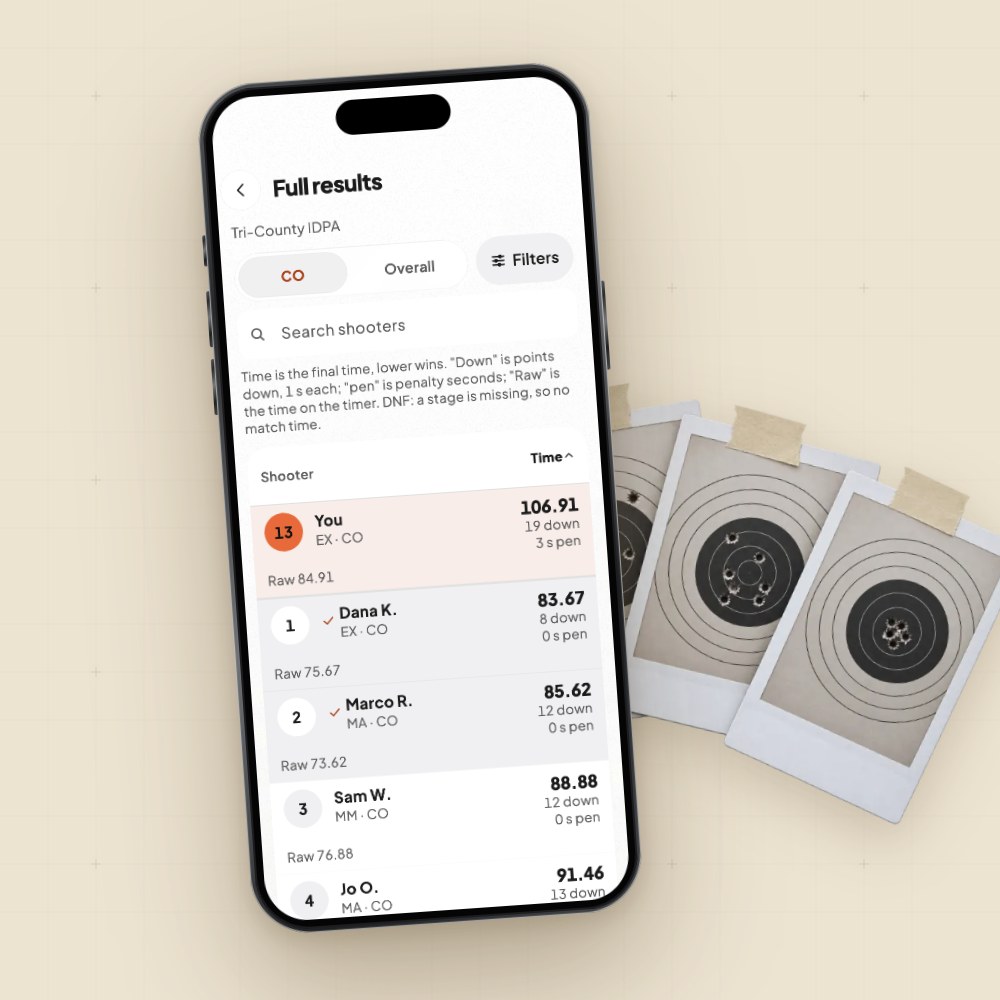 Full results
Tri-County IDPA
CO
Overall
Filters
Search shooters
Time is the final time, lower wins. "Down" is points
down, 1 s each; "pen" is penalty seconds; "Raw" is
the time on the timer. DNF: a stage is missing, so no
match time.
Shooter
Time
13
You
106.91
EX · CO
19 down
3 s pen
Raw 84.91
1
Dana K.
83.67
EX · CO
8 down
0 s pen
Raw 75.67
2
Marco R.
85.62
MA · CO
12 down
0 s pen
Raw 73.62
3
Sam W.
88.88
MM · CO
12 down
0 s pen
Raw 76.88
4
Jo O.
91.46
MA · CO
13 down